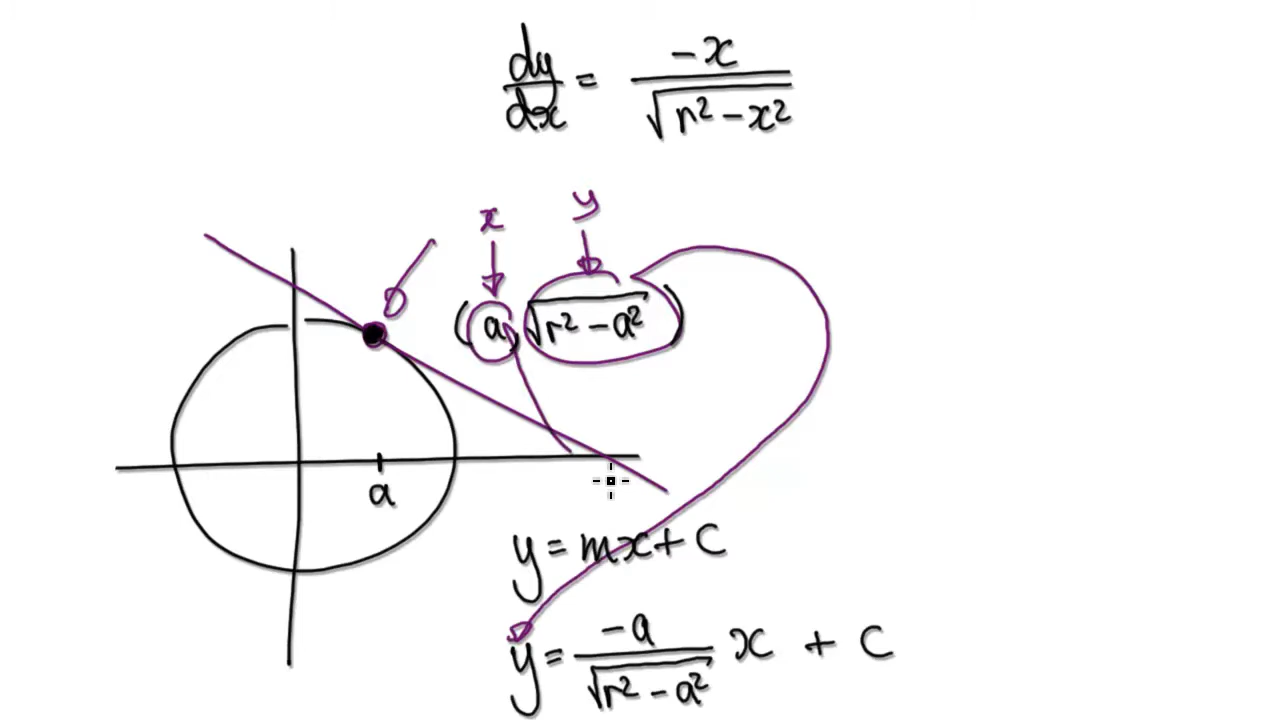 dy/dx = -x/√(r² - x²)
x y
(a, √(r² - a²))
a
y = mx + C
y = -a/√(r² - a²) x + C